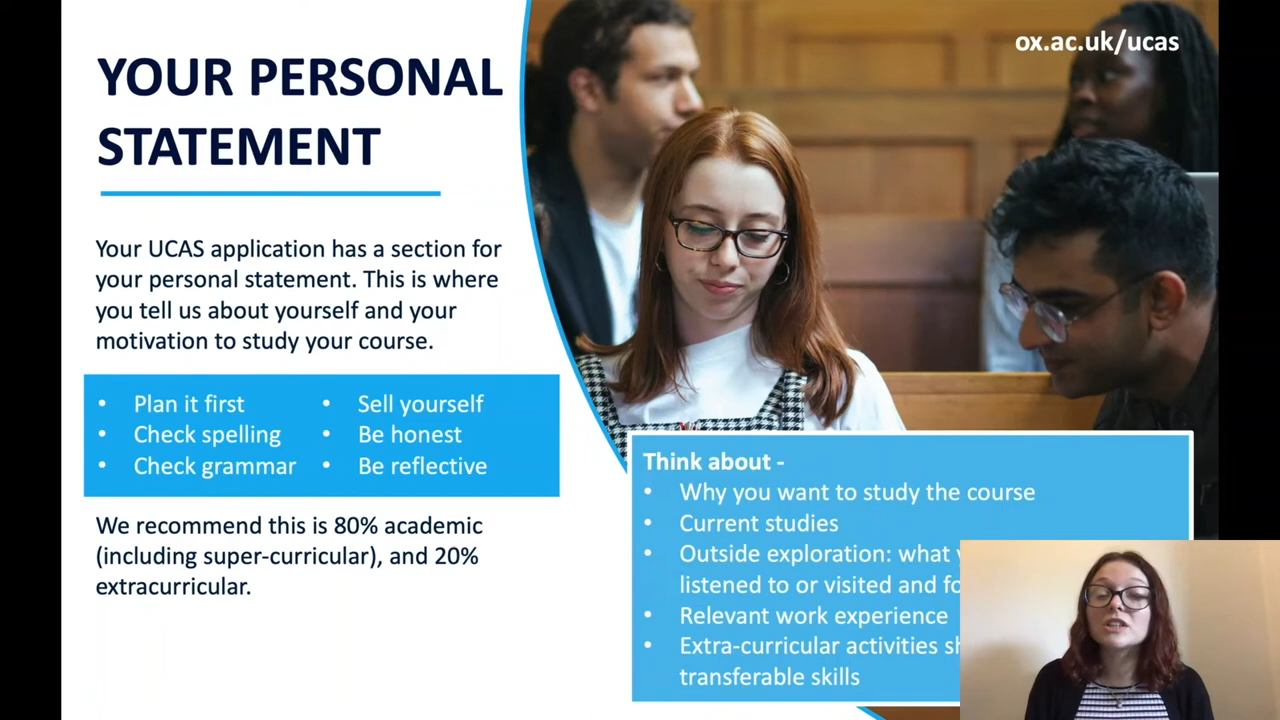 YOUR PERSONAL
STATEMENT
ox.ac.uk/ucas
Your UCAS application has a section for
your personal statement. This is where
you tell us about yourself and your
motivation to study your course.
• Plan it first
• Check spelling
• Check grammar
• Sell yourself
• Be honest
• Be reflective
We recommend this is 80% academic
(including super-curricular), and 20%
extracurricular.
Think about -
• Why you want to study the course
• Current studies
• Outside exploration: what
listened to or visited and
• Relevant work experience
• Extra-curricular activities
transferable skills